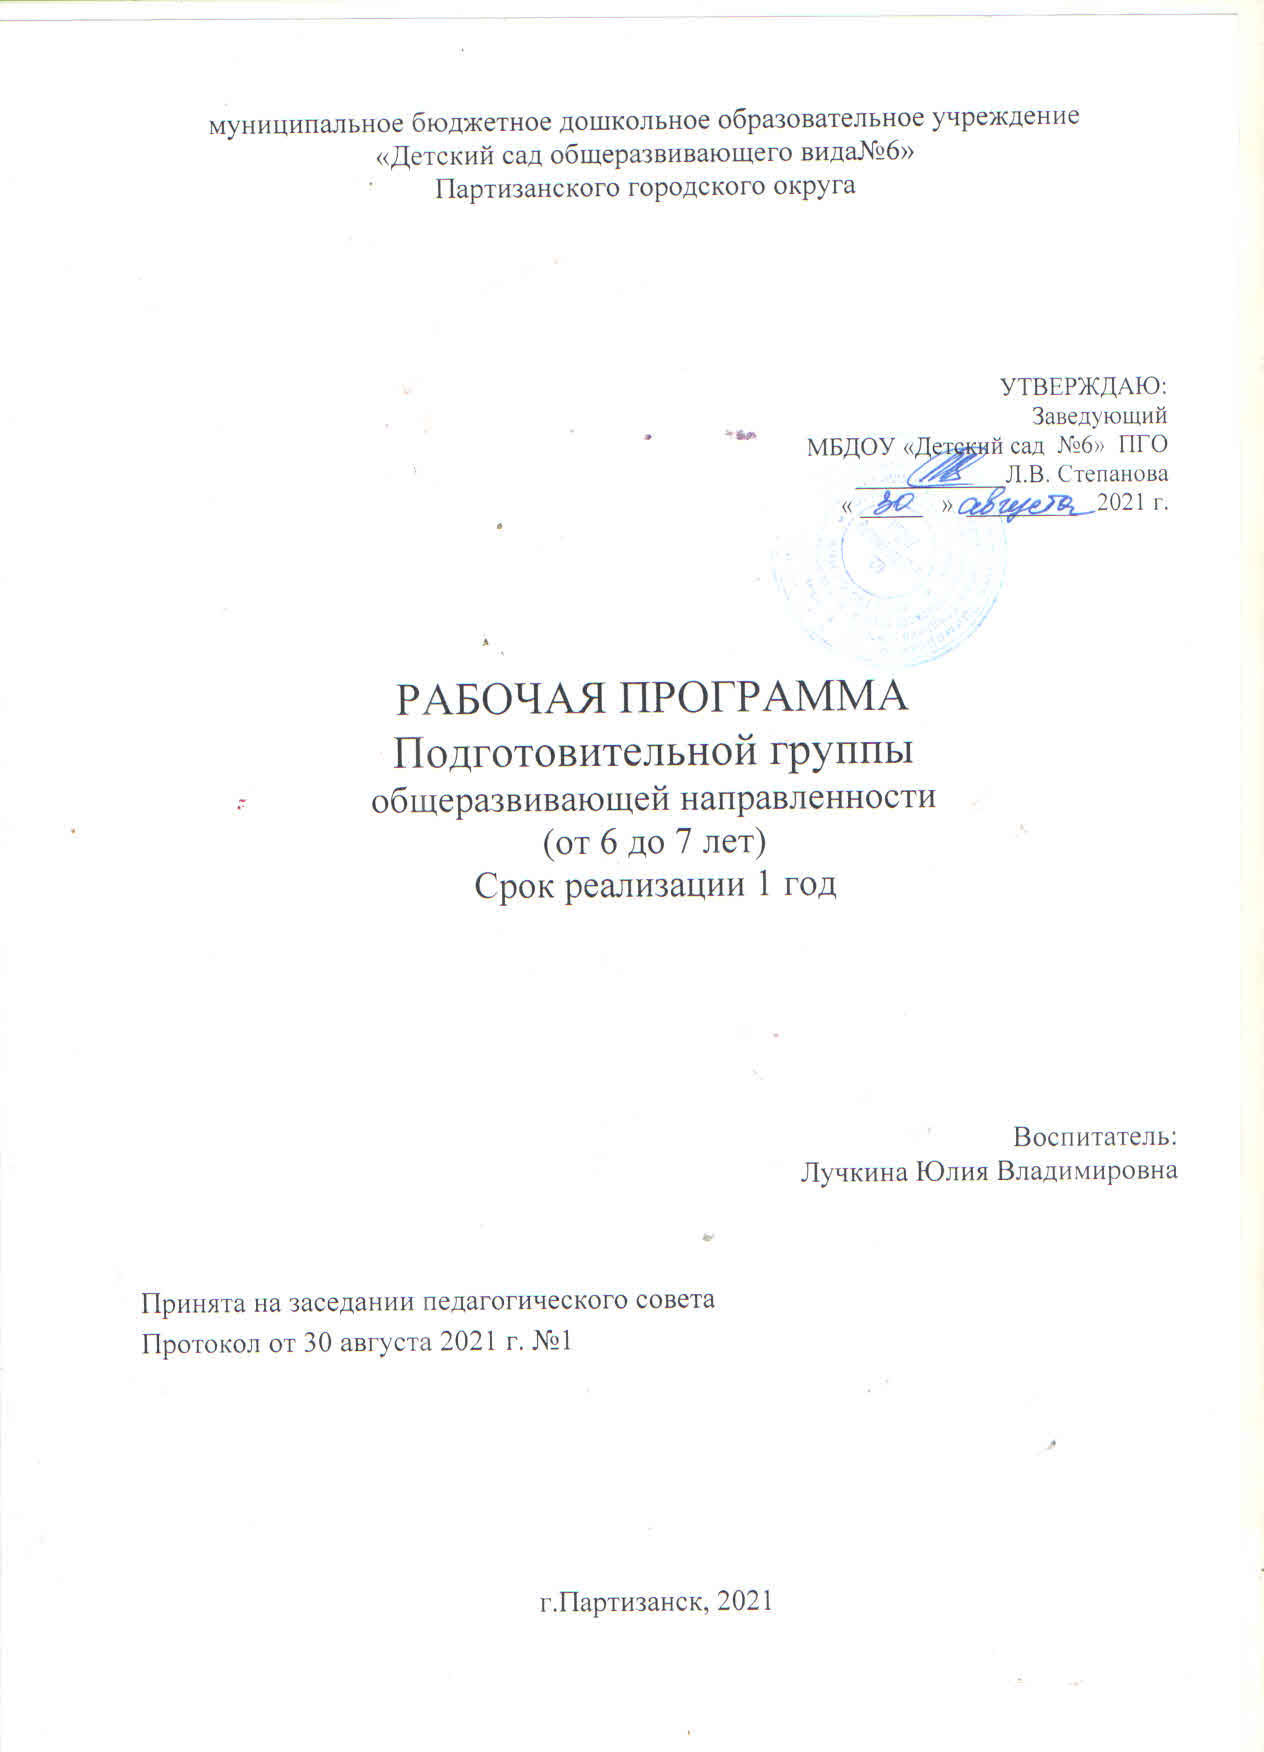 муниципальное бюджетное дошкольное образовательное учреждение
«Детский сад общеразвивающего вида№6»
Партизанского городского округа
УТВЕРЖДАЮ:
Заведующий
МБДОУ «Детский сад №6» ПГО
Л.В. Степанова
« 30 » августа 2021 г.
РАБОЧАЯ ПРОГРАММА
Подготовительной группы
общеразвивающей направленности
(от 6 до 7 лет)
Срок реализации 1 год
Воспитатель:
Лучкина Юлия Владимировна
Принята на заседании педагогического совета
Протокол от 30 августа 2021 г. №1
г.Партизанск, 2021